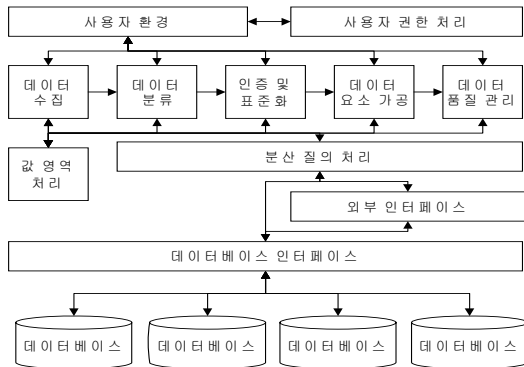 사용자 환경
사용자 권한 처리
데이터
수집
데이터
분류
인증 및
표준화
데이터
요소 가공
데이터
품질 관리
값 영역
처리
분산 질의 처리
외부 인터페이스
데이터베이스 인터페이스
데이터베이스
데이터베이스
데이터베이스
데이터베이스